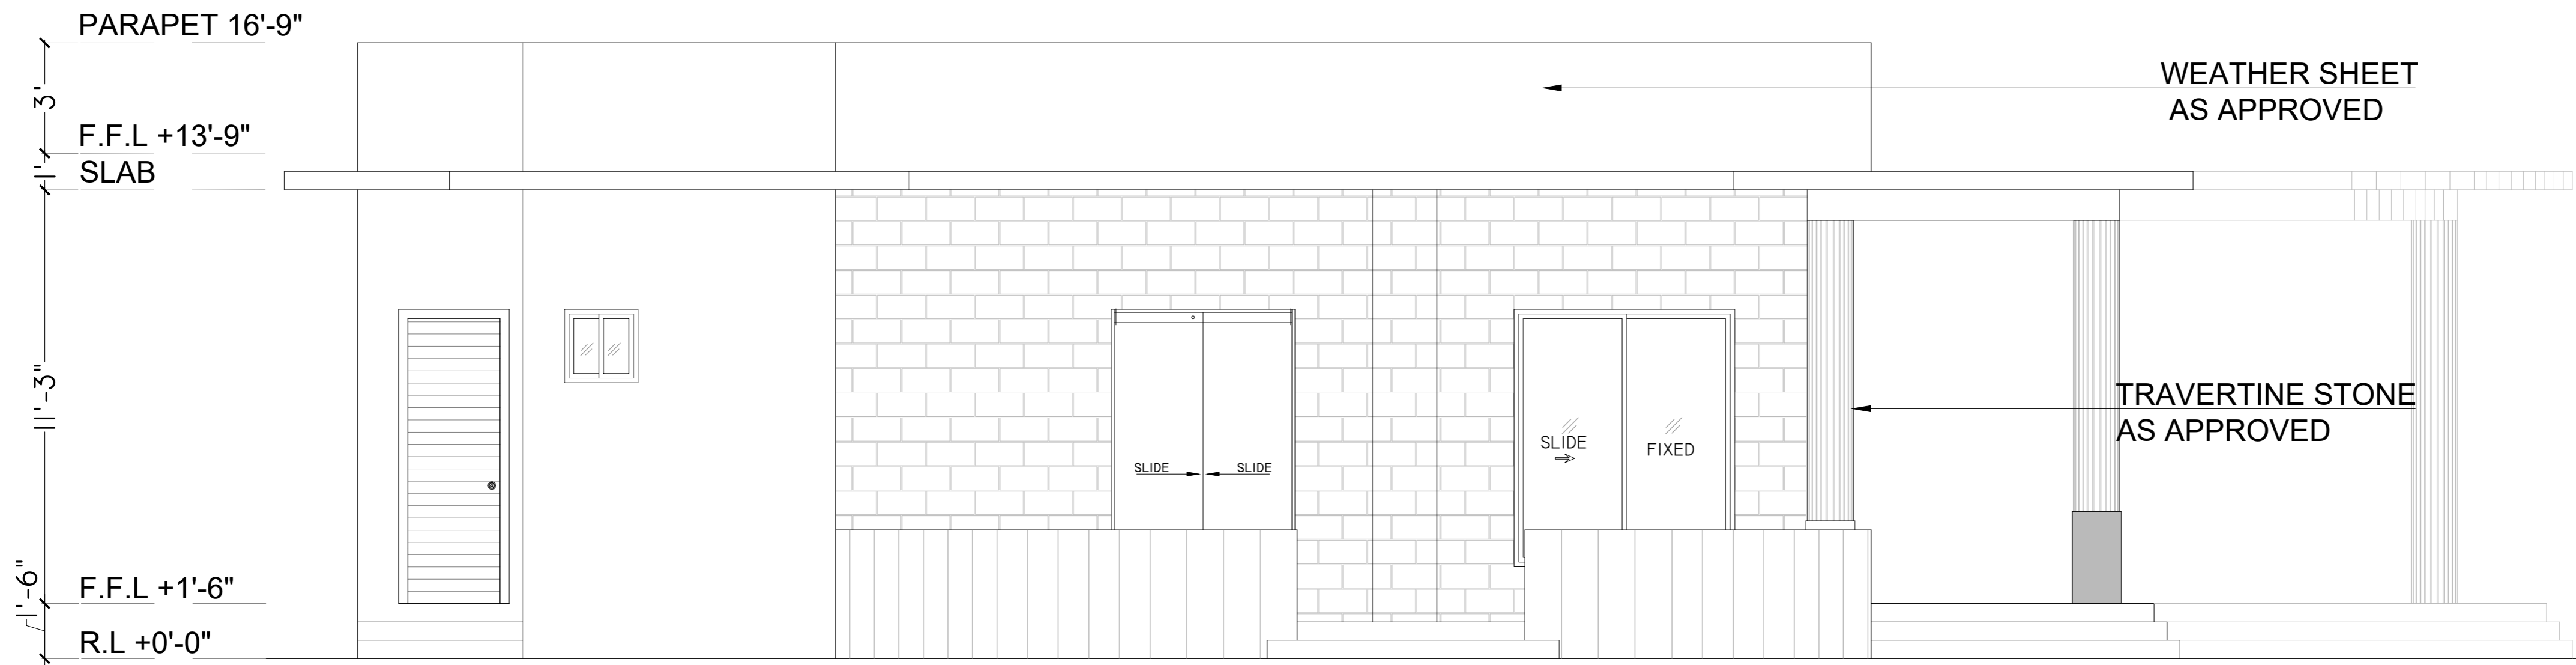 PARAPET 16'-9"
WEATHER SHEET
AS APPROVED
3'
F.F.L +13'-9"
1'
SLAB
11'-3"
TRAVERTINE STONE
AS APPROVED
SLIDE
FIXED
SLIDE
SLIDE
1'-6"
F.F.L +1'-6"
R.L +0'-0"